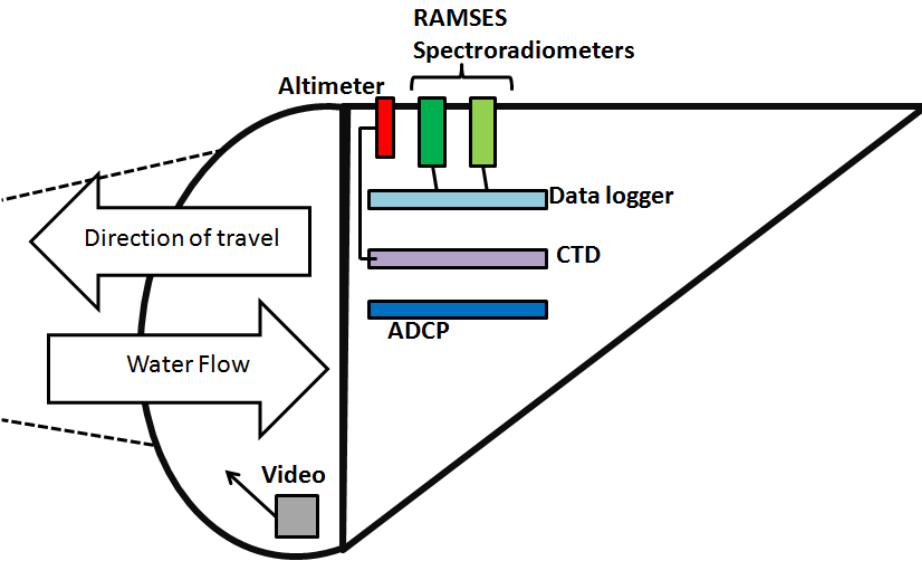 RAMSES
Spectroradiometers
Altimeter
Data logger
Direction of travel
CTD
ADCP
Water Flow
Video